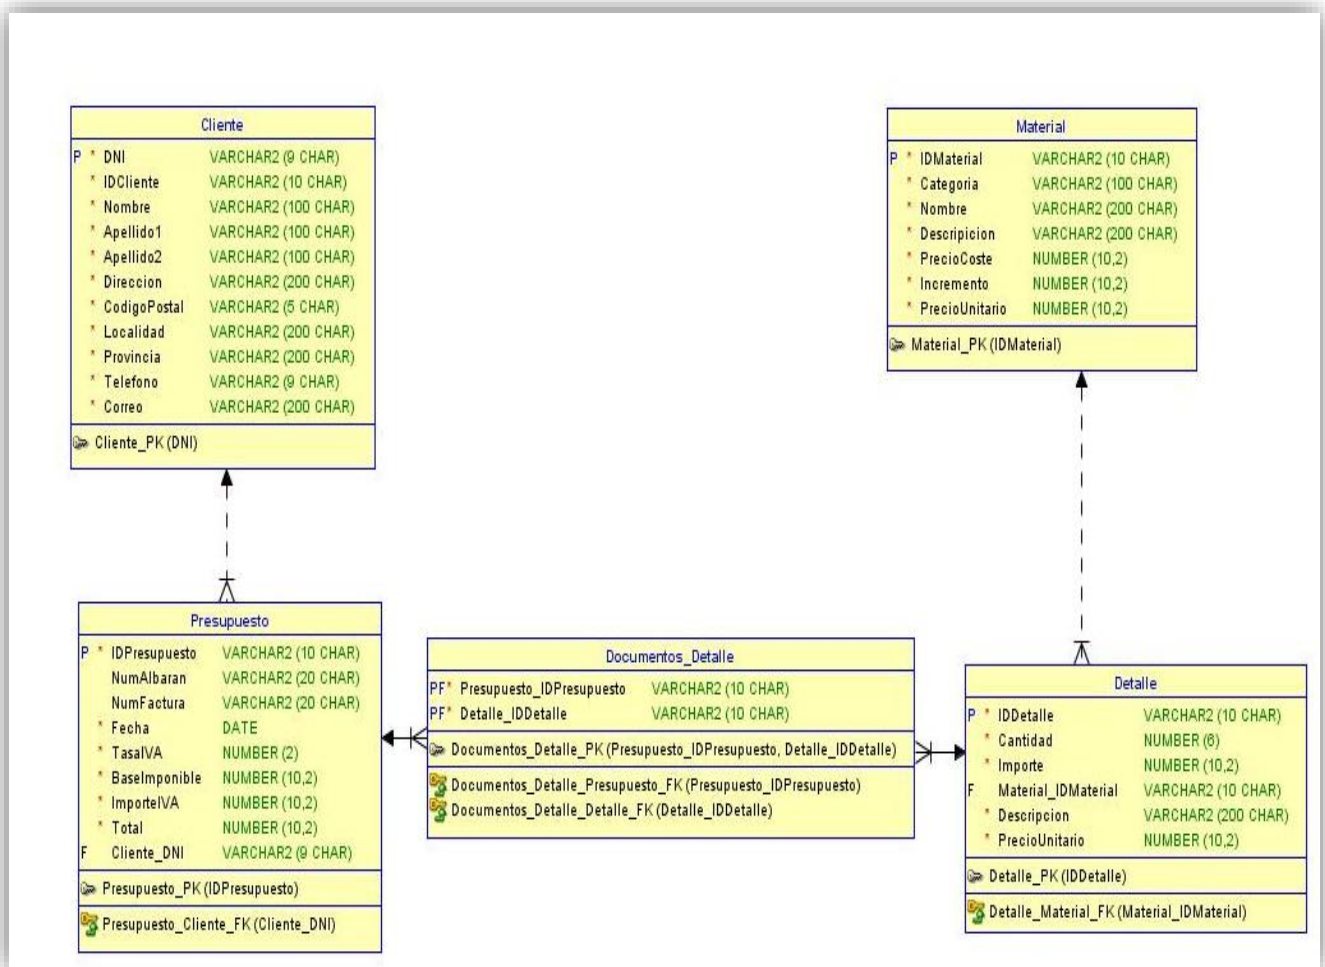 Cliente
P * DNI VARCHAR2 (9 CHAR)
* IDCliente VARCHAR2 (10 CHAR)
* Nombre VARCHAR2 (100 CHAR)
* Apellido1 VARCHAR2 (100 CHAR)
* Apellido2 VARCHAR2 (100 CHAR)
* Direccion VARCHAR2 (200 CHAR)
* CodigoPostal VARCHAR2 (5 CHAR)
* Localidad VARCHAR2 (200 CHAR)
* Provincia VARCHAR2 (200 CHAR)
* Telefono VARCHAR2 (9 CHAR)
* Correo VARCHAR2 (200 CHAR)
Cliente_PK (DNI)
Material
P * IDMaterial VARCHAR2 (10 CHAR)
* Categoria VARCHAR2 (100 CHAR)
* Nombre VARCHAR2 (200 CHAR)
* Descripicion VARCHAR2 (200 CHAR)
* PrecioCoste NUMBER (10,2)
* Incremento NUMBER (10,2)
* PrecioUnitario NUMBER (10,2)
Material_PK (IDMaterial)
Presupuesto
P * IDPresupuesto VARCHAR2 (10 CHAR)
NumAlbaran VARCHAR2 (20 CHAR)
NumFactura VARCHAR2 (20 CHAR)
* Fecha DATE
* TasaIVA NUMBER (2)
* BaseImponible NUMBER (10,2)
* ImporteIVA NUMBER (10,2)
* Total NUMBER (10,2)
F Cliente_DNI VARCHAR2 (9 CHAR)
Presupuesto_PK (IDPresupuesto)
Presupuesto_Cliente_FK (Cliente_DNI)
Documentos_Detalle
PF* Presupuesto_IDPresupuesto VARCHAR2 (10 CHAR)
PF* Detalle_IDDetalle VARCHAR2 (10 CHAR)
Documentos_Detalle_PK (Presupuesto_IDPresupuesto, Detalle_IDDetalle)
Documentos_Detalle_Presupuesto_FK (Presupuesto_IDPresupuesto)
Documentos_Detalle_Detalle_FK (Detalle_IDDetalle)
Detalle
P * IDDetalle VARCHAR2 (10 CHAR)
* Cantidad NUMBER (6)
* Importe NUMBER (10,2)
F Material_IDMaterial VARCHAR2 (10 CHAR)
* Descripcion VARCHAR2 (200 CHAR)
* PrecioUnitario NUMBER (10,2)
Detalle_PK (IDDetalle)
Detalle_Material_FK (Material_IDMaterial)